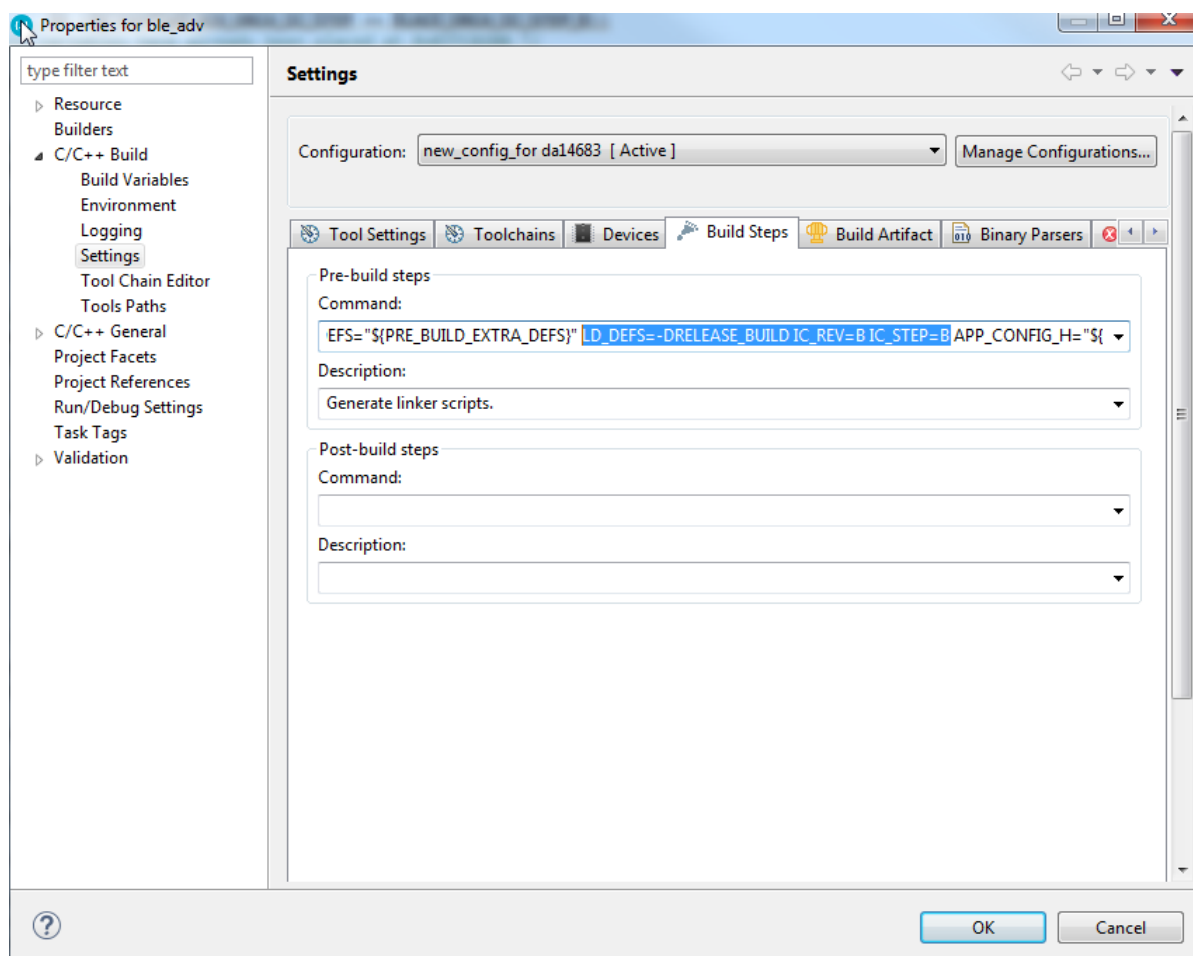 Properties for ble_adv
type filter text
Settings
Resource
Builders
C/C++ Build
Build Variables
Environment
Logging
Settings
Tool Chain Editor
Tools Paths
C/C++ General
Project Facets
Project References
Run/Debug Settings
Task Tags
Validation
Configuration: new_config_for da14683 [ Active ] Manage Configurations...
Tool Settings Toolchains Devices Build Steps Build Artifact Binary Parsers
Pre-build steps
Command:
EFS="${PRE_BUILD_EXTRA_DEFS}" LD_DEFS=-DRELEASE_BUILD IC_REV=B IC_STEP=B APP_CONFIG_H="${
Description:
Generate linker scripts.
Post-build steps
Command:
Description:
OK Cancel